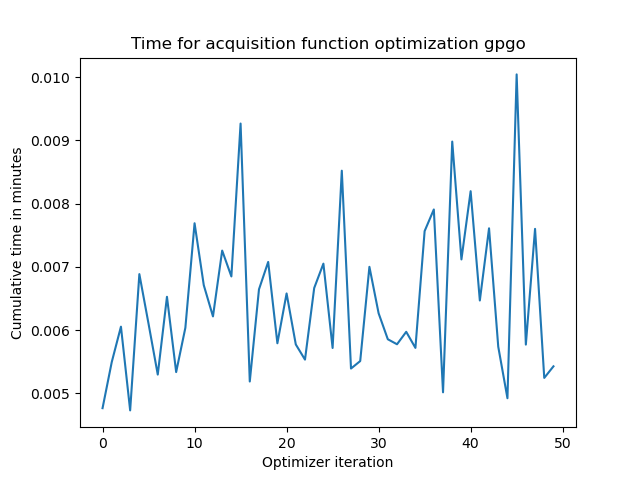 Time for acquisition function optimization gpgo
Cumulative time in minutes
0.010
0.009
0.008
0.007
0.006
0.005
0 10 20 30 40 50
Optimizer iteration